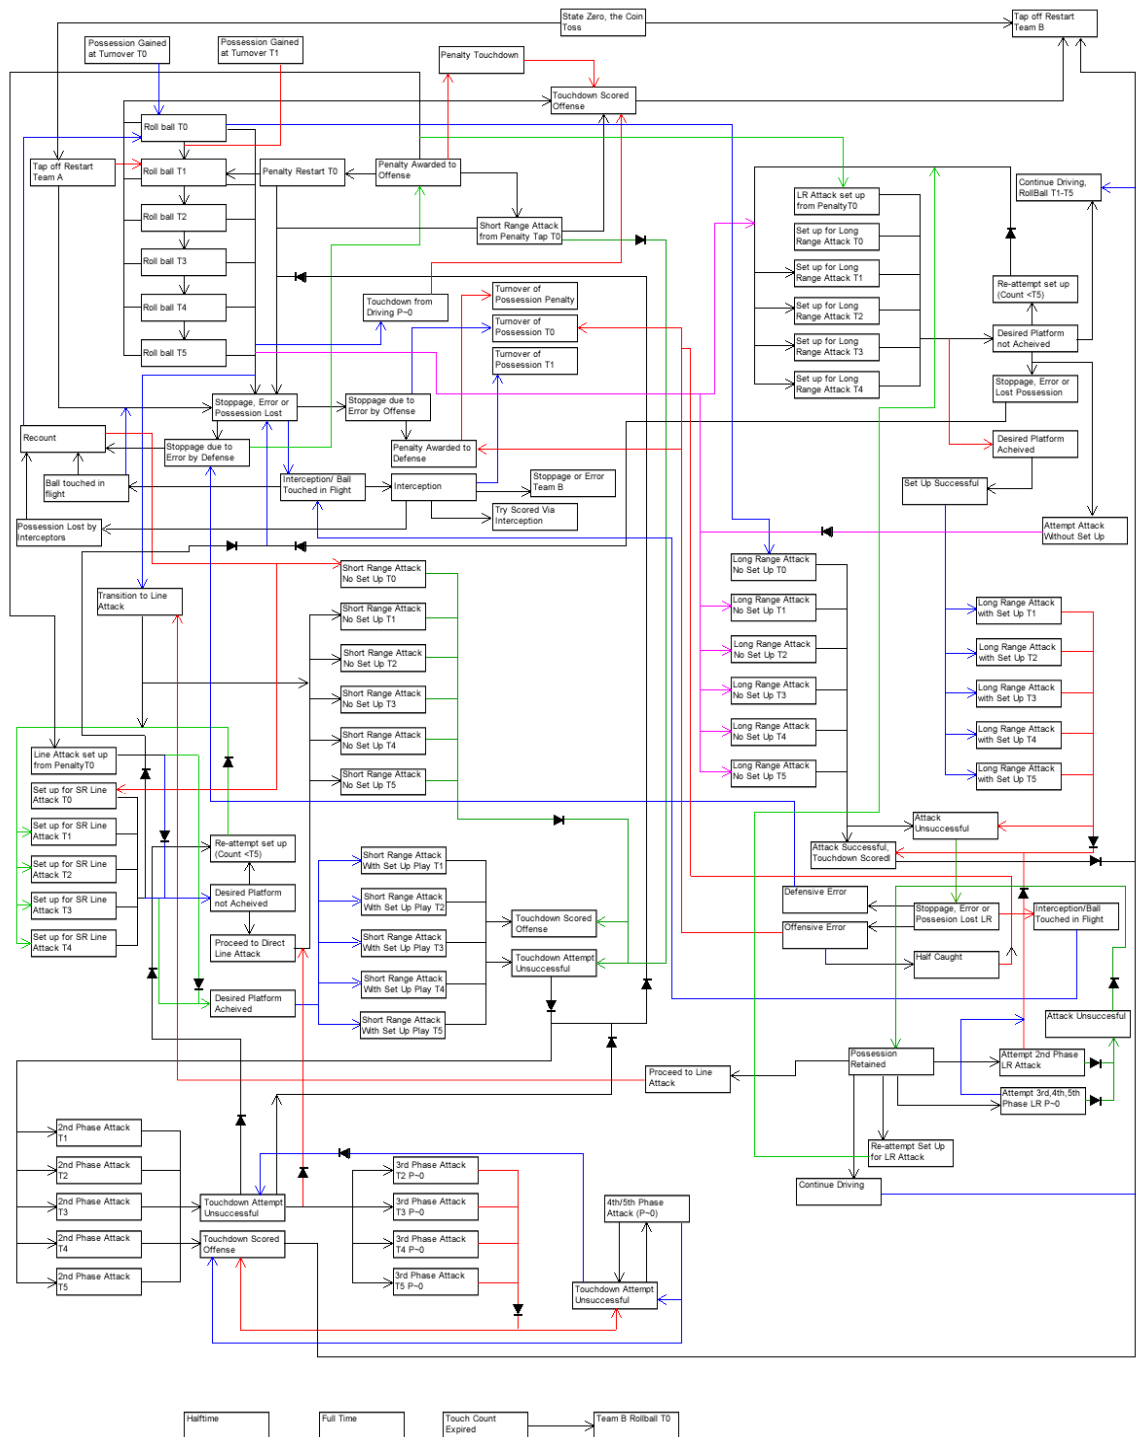 State Zero, the Coin
Toss
Tap off Restart
Team B
Possession Gained
at Turnover T0
Possession Gained
at Turnover T1
Penalty Touchdown
Touchdown Scored
Offense
Roll ball T0
Tap off Restart
Team A
Roll ball T1
Penalty Restart T0
Penalty Awarded to
Offense
Continue Driving,
RollBall T1-T5
LR Attack set up
from PenaltyT0
Roll ball T2
Short Range Attack
from Penalty Tap T0
Set up for Long
Range Attack T0
Roll ball T3
Set up for Long
Range Attack T1
Re-attempt set up
(Count <T5)
Turnover of
Possession Penalty
Roll ball T4
Touchdown from
Driving P~0
Set up for Long
Range Attack T2
Turnover of
Possession T0
Desired Platform
not Acheived
Roll ball T5
Set up for Long
Range Attack T3
Turnover of
Possession T1
Stoppage, Error or
Lost Possession
Set up for Long
Range Attack T4
Stoppage, Error or
Possession Lost
Stoppage due to
Error by Offense
Recount
Stoppage due to
Error by Defense
Penalty Awarded to
Defense
Desired Platform
Acheived
Ball touched in
flight
Interception/ Ball
Touched in Flight
Interception
Stoppage or Error
Team B
Set Up Successful
Possession Lost by
Interceptors
Try Scored Via
Interception
Attempt Attack
Without Set Up
Short Range Attack
No Set Up T0
Long Range Attack
No Set Up T0
Transition to Line
Attack
Short Range Attack
No Set Up T1
Long Range Attack
No Set Up T1
Long Range Attack
with Set Up T1
Short Range Attack
No Set Up T2
Long Range Attack
No Set Up T2
Long Range Attack
with Set Up T2
Short Range Attack
No Set Up T3
Long Range Attack
No Set Up T3
Long Range Attack
with Set Up T3
Short Range Attack
No Set Up T4
Long Range Attack
No Set Up T4
Long Range Attack
with Set Up T4
Line Attack set up
from PenaltyT0
Short Range Attack
No Set Up T5
Long Range Attack
No Set Up T5
Long Range Attack
with Set Up T5
Set up for SR Line
Attack T0
Set up for SR Line
Attack T1
Re-attempt set up
(Count <T5)
Attack
Unsuccessful
Short Range Attack
With Set Up Play T1
Attack Successful,
Touchdown Scoredl
Set up for SR Line
Attack T2
Desired Platform
not Acheived
Short Range Attack
With Set Up Play T2
Defensive Error
Set up for SR Line
Attack T3
Touchdown Scored
Offense
Stoppage, Error or
Possesion Lost LR
Interception/Ball
Touched in Flight
Set up for SR Line
Attack T4
Proceed to Direct
Line Attack
Short Range Attack
With Set Up Play T3
Offensive Error
Touchdown Attempt
Unsuccessful
Half Caught
Short Range Attack
With Set Up Play T4
Desired Platform
Acheived
Short Range Attack
With Set Up Play T5
Attack Unsuccesful
Possession
Retained
Attempt 2nd Phase
LR Attack
Proceed to Line
Attack
Attempt 3rd,4th,5th
Phase LR P~0
2nd Phase Attack
T1
Re-attempt Set Up
for LR Attack
2nd Phase Attack
T2
3rd Phase Attack
T2 P~0
Continue Driving
2nd Phase Attack
T3
Touchdown Attempt
Unsuccessful
3rd Phase Attack
T3 P~0
4th/5th Phase
Attack (P~0)
2nd Phase Attack
T4
Touchdown Scored
Offense
3rd Phase Attack
T4 P~0
2nd Phase Attack
T5
3rd Phase Attack
T5 P~0
Touchdown Attempt
Unsuccessful
Halftime
Full Time
Touch Count
Expired
Team B Rollball T0